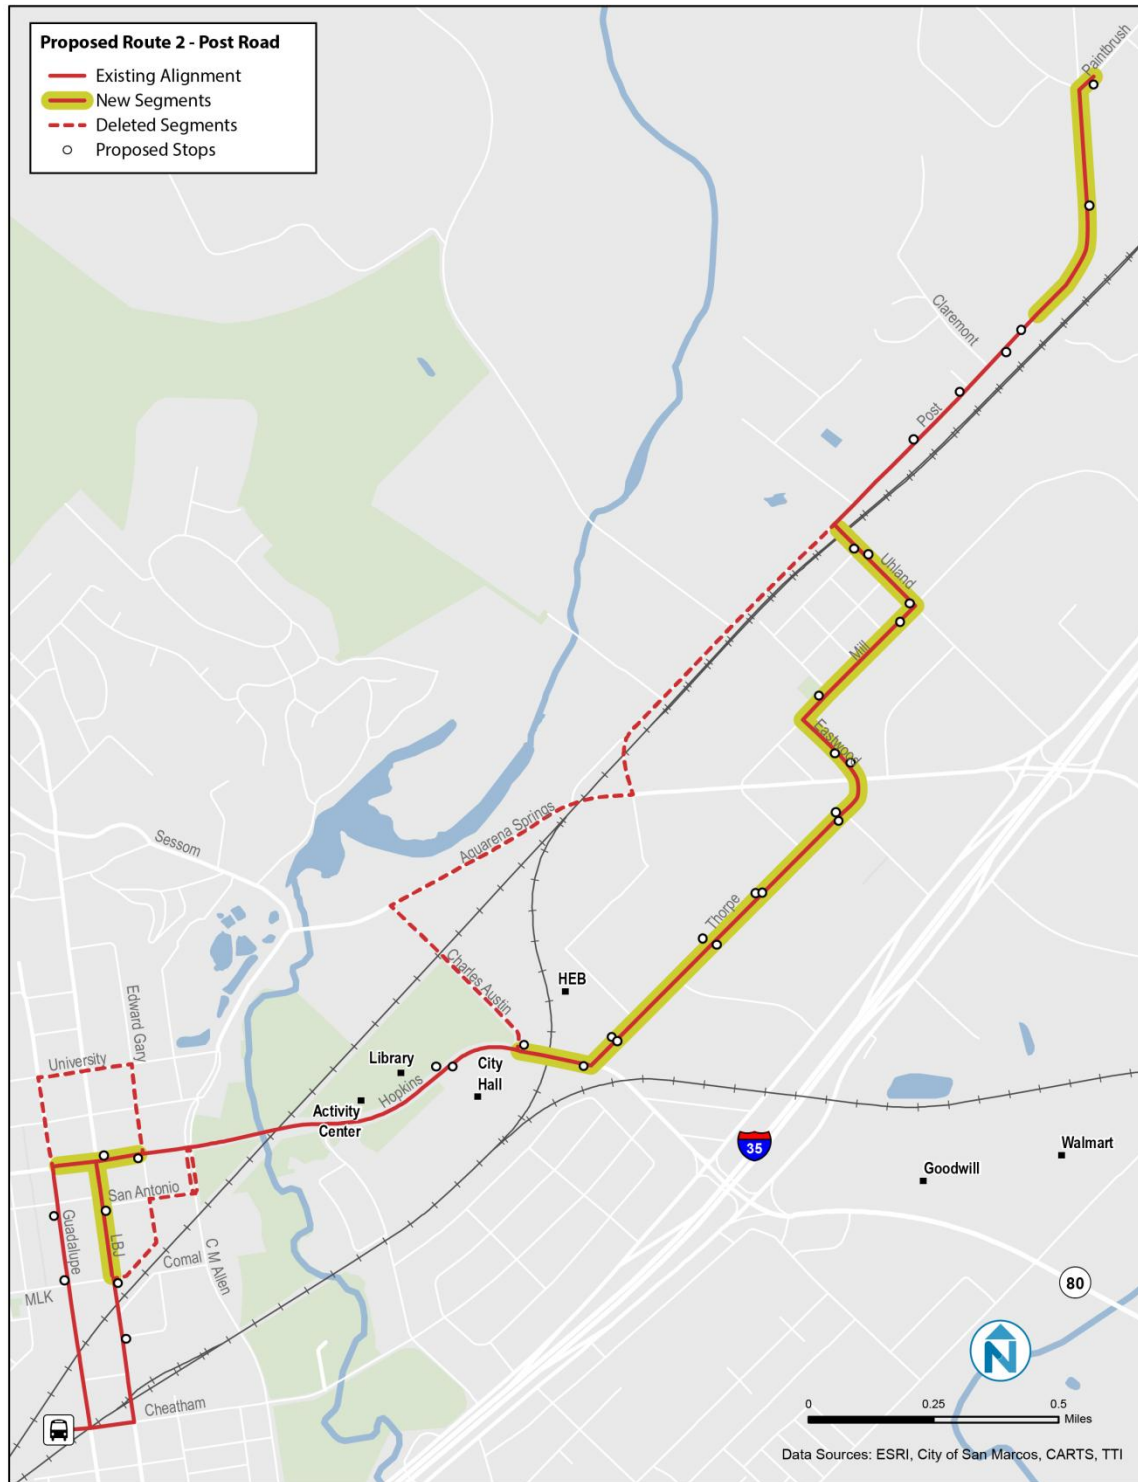 Proposed Route 2 - Post Road
Existing Alignment
New Segments
Deleted Segments
Proposed Stops
Paintbrush
Claremont
Post
Uhland
Mill
Eastwood
Aquarena Springs
Sessom
Thorpe
Charles Austin
HEB
Edward Gary
University
Library
City
Hall
Hopkins
Activity
Center
35
Walmart
Goodwill
San Antonio
Guadalupe
LBJ
C M Allen
Comal
MLK
80
N
Cheatham
0 0.25 0.5
Miles
Data Sources: ESRI, City of San Marcos, CARTS, TTI